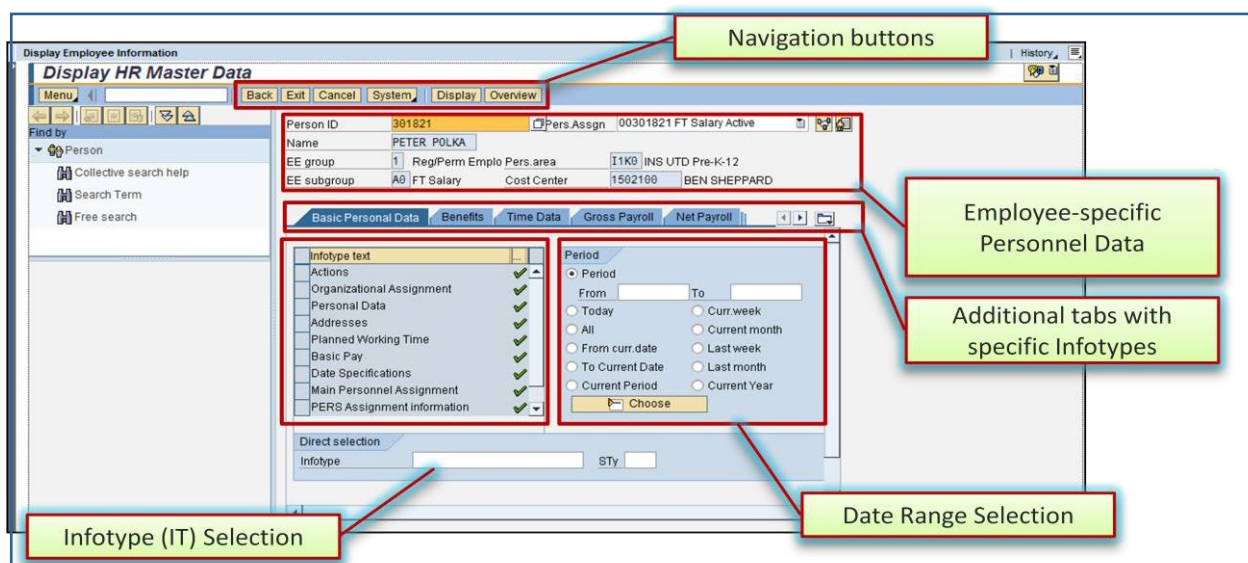 Navigation buttons
Display Employee Information
History
Display HR Master Data
Menu Back Exit Cancel System Display Overview
Find by
Person
Collective search help
Search Term
Free search
Person ID 301821 Pers.Assgn 00301821 FT Salary Active
Name PETER POLKA
EE group 1 Reg/Perm Emplo Pers.area I1K0 INS UTD Pre-K-12
EE subgroup A0 FT Salary Cost Center 1502100 BEN SHEPPARD
Employee-specific
Personnel Data
Basic Personal Data Benefits Time Data Gross Payroll Net Payroll
Infotype text ...
Actions
Organizational Assignment
Personal Data
Addresses
Planned Working Time
Basic Pay
Date Specifications
Main Personnel Assignment
PERS Assignment information
Period
Period
From To
Today Curr.week
All Current month
From curr.date Last week
To Current Date Last month
Current Period Current Year
Choose
Additional tabs with
specific Infotypes
Direct selection
Infotype STy
Infotype (IT) Selection
Date Range Selection